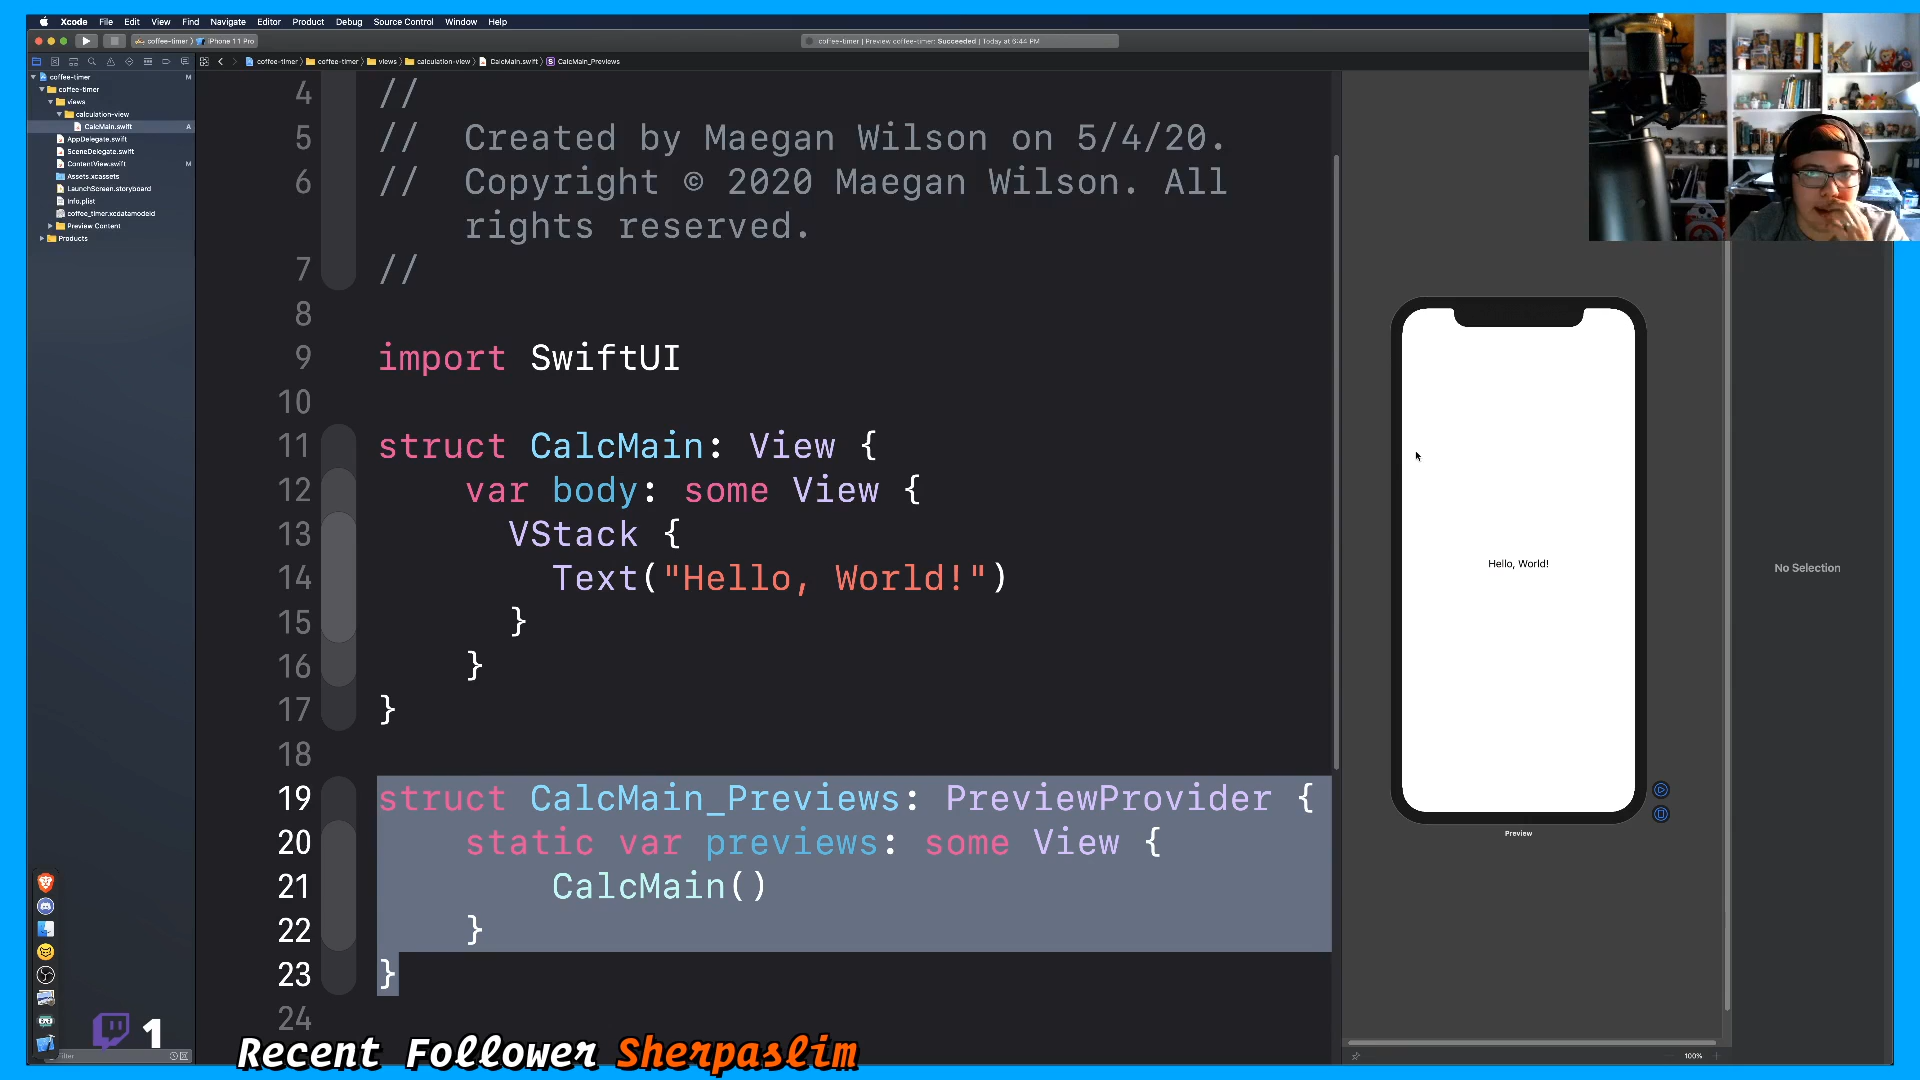 Xcode File Edit View Find Navigate Editor Product Debug Source Control Window Help
coffee-timer iPhone 11 Pro
coffee-timer | Preview coffee-timer: Succeeded | Today at 6:44 PM
coffee-timer coffee-timer views calculation-view CalcMain.swift CalcMain_Previews
coffee-timer M
coffee-timer
views
calculation-view
CalcMain.swift A
AppDelegate.swift
SceneDelegate.swift
ContentView.swift M
Assets.xcassets
LaunchScreen.storyboard
Info.plist
coffee_timer.xcdatamodeld
Preview Content
Products
4 //
5 // Created by Maegan Wilson on 5/4/20.
6 // Copyright © 2020 Maegan Wilson. All
rights reserved.
7 //
8
9 import SwiftUI
10
11 struct CalcMain: View {
12 var body: some View {
13 VStack {
14 Text("Hello, World!")
15 }
16 }
17 }
18
19 struct CalcMain_Previews: PreviewProvider {
20 static var previews: some View {
21 CalcMain()
22 }
23 }
24
Hello, World!
Preview
No Selection
100%
1
Recent Follower Sherpaslim